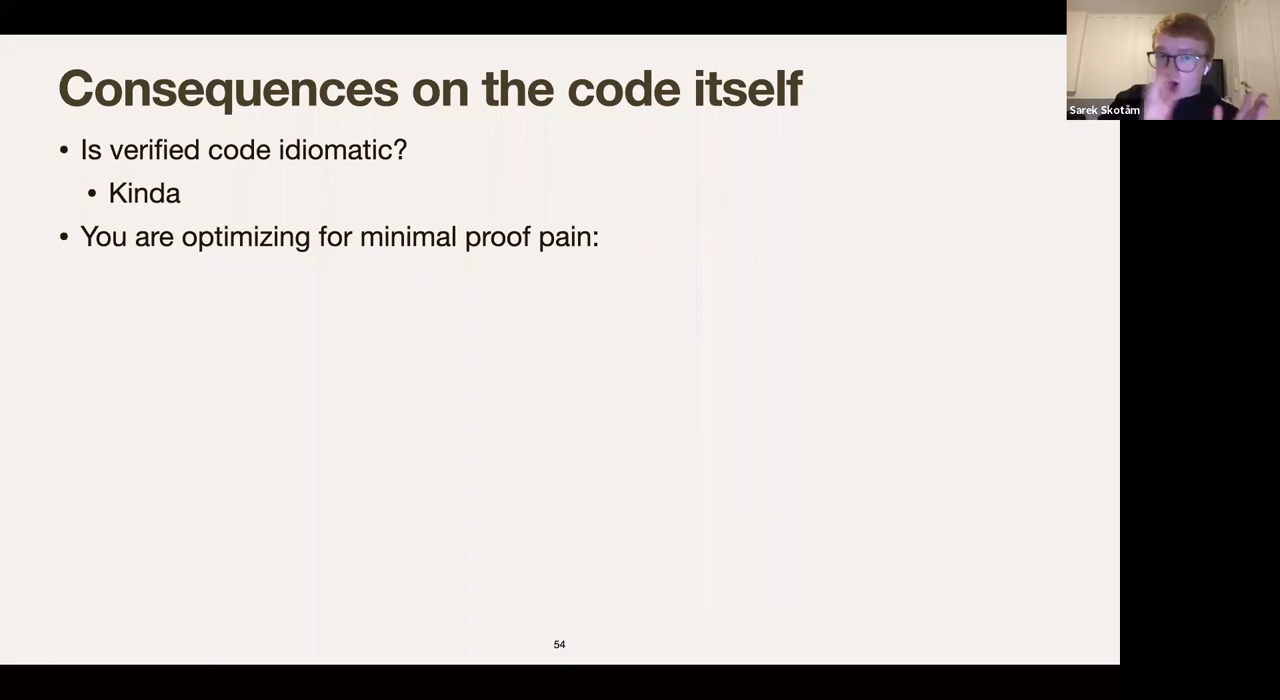 Consequences on the code itself
• Is verified code idiomatic?
• Kinda
• You are optimizing for minimal proof pain:
54
Sarek Skotåm